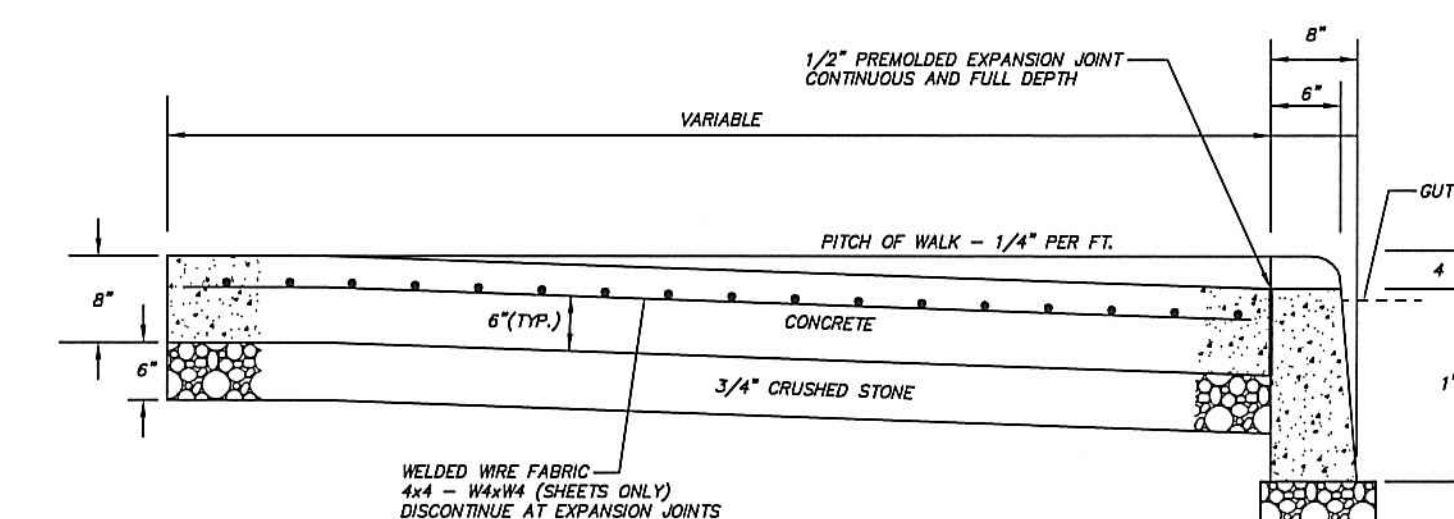 8"
1/2" PREMOLDED EXPANSION JOINT
CONTINUOUS AND FULL DEPTH
6"
VARIABLE
GUT
PITCH OF WALK - 1/4" PER FT.
4
8"
6"(TYP.)
CONCRETE
6"
3/4" CRUSHED STONE
1'
WELDED WIRE FABRIC
4x4 - W4xW4 (SHEETS ONLY)
DISCONTINUE AT EXPANSION JOINTS